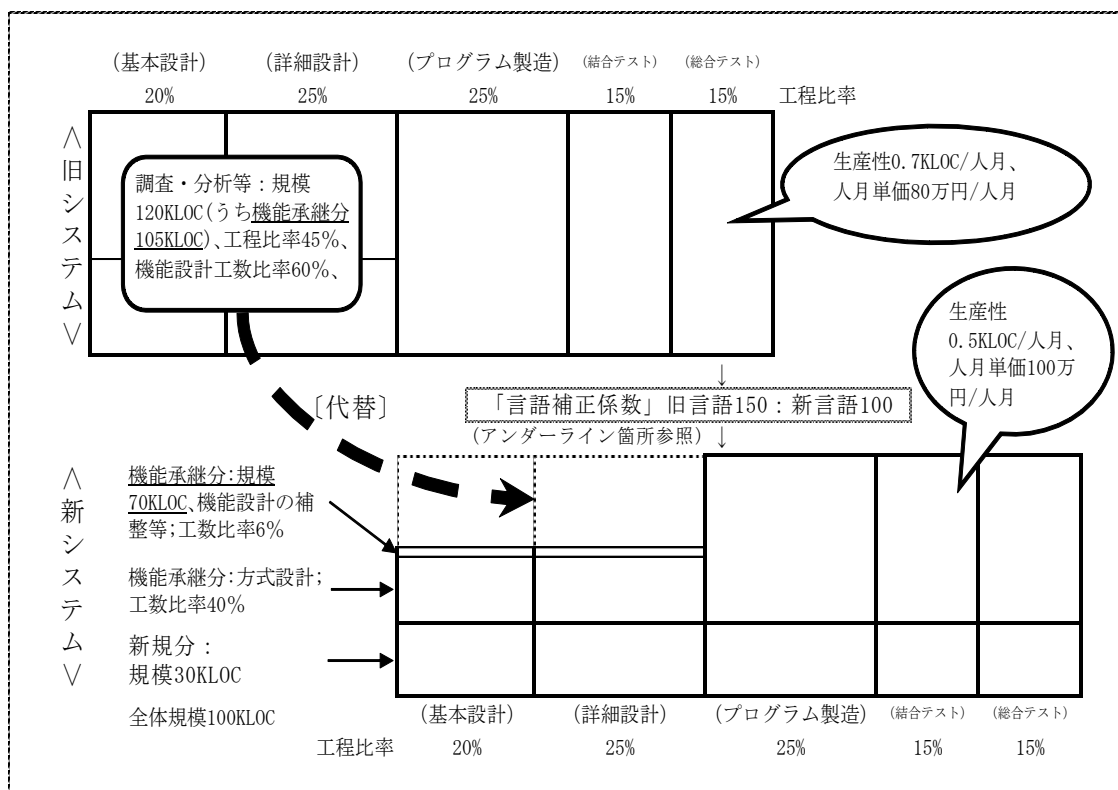 (基本設計) (詳細設計) (プログラム製造) (結合テスト) (総合テスト)
20% 25% 25% 15% 15% 工程比率
<旧システム>
調査・分析等：規模
120KLOC(うち機能承継分
105KLOC)、工程比率45%、
機能設計工数比率60%、
生産性0.7KLOC/人月、
人月単価80万円/人月
生産性
0.5KLOC/人月、
人月単価100万
円/人月
↓
〔代替〕
「言語補正係数」旧言語150：新言語100
(アンダーライン箇所参照) ↓
<新システム>
機能承継分:規模
70KLOC、機能設計の補
整等;工数比率6%
機能承継分:方式設計;
工数比率40%
新規分：
規模30KLOC
全体規模100KLOC
(基本設計) (詳細設計) (プログラム製造) (結合テスト) (総合テスト)
工程比率 20% 25% 25% 15% 15%